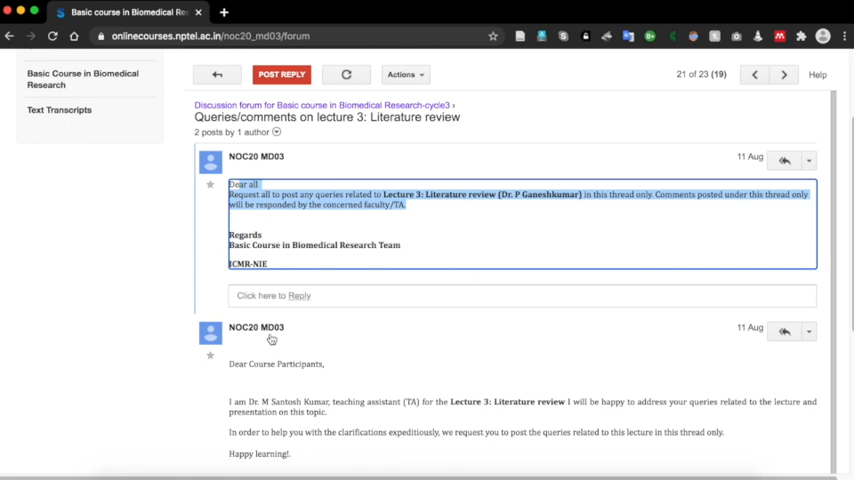 Basic course in Biomedical Res
onlinecourses.nptel.ac.in/noc20_md03/forum
Basic Course in Biomedical
Research
Text Transcripts
POST REPLY
Actions
21 of 23 (19)
Help
Discussion forum for Basic course in Biomedical Research-cycle3 ›
Queries/comments on lecture 3: Literature review
2 posts by 1 author
NOC20 MD03
11 Aug
Dear all
Request all to post any queries related to Lecture 3: Literature review (Dr. P Ganeshkumar) in this thread only. Comments posted under this thread only
will be responded by the concerned faculty/TA.
Regards
Basic Course in Biomedical Research Team
ICMR-NIE
Click here to Reply
NOC20 MD03
11 Aug
Dear Course Participants,
I am Dr. M Santosh Kumar, teaching assistant (TA) for the Lecture 3: Literature review I will be happy to address your queries related to the lecture and
presentation on this topic.
In order to help you with the clarifications expeditiously, we request you to post the queries related to this lecture in this thread only.
Happy learning!.